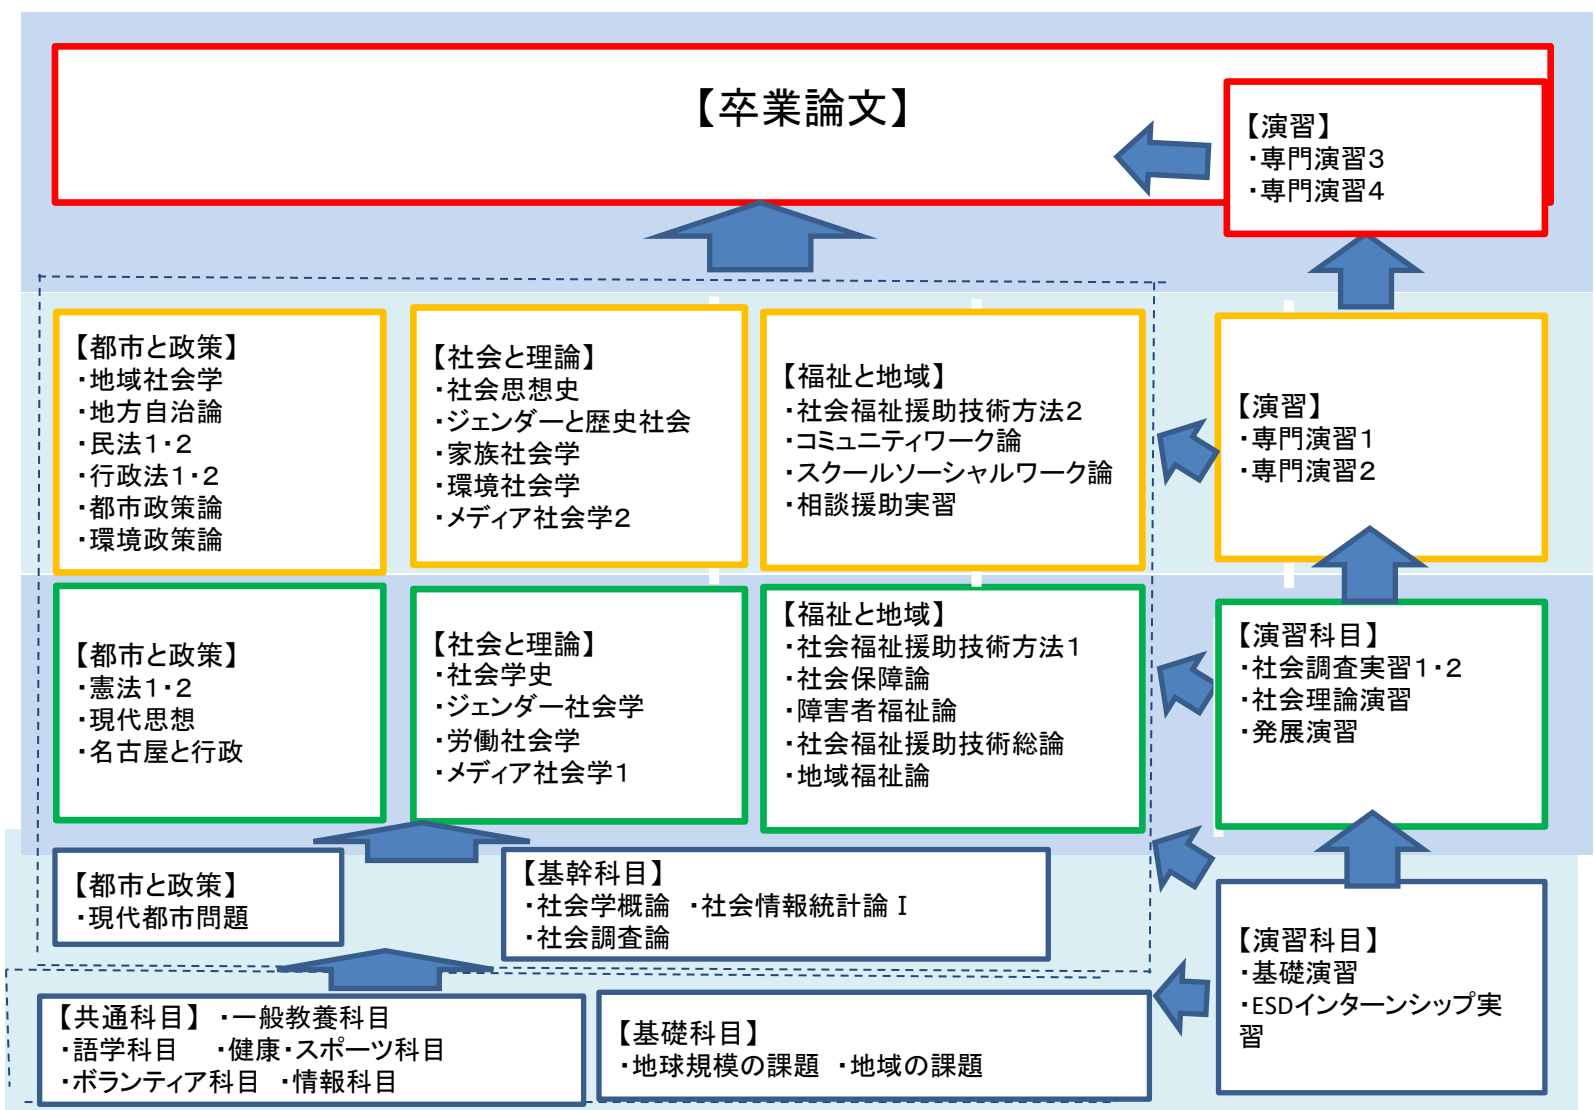 【卒業論文】
【演習】
・専門演習3
・専門演習4
【都市と政策】
・地域社会学
・地方自治論
・民法1・2
・行政法1・2
・都市政策論
・環境政策論
【社会と理論】
・社会思想史
・ジェンダーと歴史社会
・家族社会学
・環境社会学
・メディア社会学2
【福祉と地域】
・社会福祉援助技術方法2
・コミュニティワーク論
・スクールソーシャルワーク論
・相談援助実習
【演習】
・専門演習1
・専門演習2
【都市と政策】
・憲法1・2
・現代思想
・名古屋と行政
【社会と理論】
・社会学史
・ジェンダー社会学
・労働社会学
・メディア社会学1
【福祉と地域】
・社会福祉援助技術方法1
・社会保障論
・障害者福祉論
・社会福祉援助技術総論
・地域福祉論
【演習科目】
・社会調査実習1・2
・社会理論演習
・発展演習
【都市と政策】
・現代都市問題
【基幹科目】
・社会学概論 ・社会情報統計論Ⅰ
・社会調査論
【演習科目】
・基礎演習
・ESDインターンシップ実
習
【共通科目】 ・一般教養科目
・語学科目 ・健康・スポーツ科目
・ボランティア科目 ・情報科目
【基礎科目】
・地球規模の課題 ・地域の課題